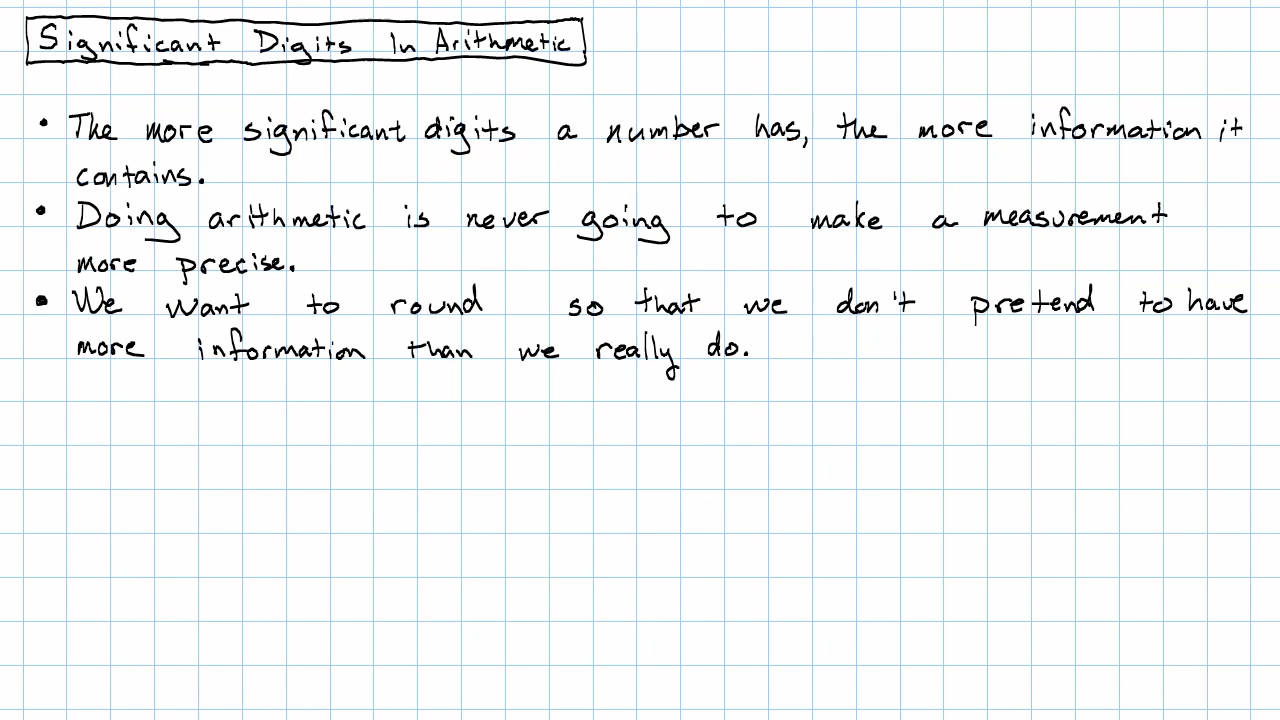 Significant Digits In Arithmetic
• The more significant digits a number has, the more information it
contains.
• Doing arithmetic is never going to make a measurement
more precise.
• We want to round so that we don't pretend to have
more information than we really do.